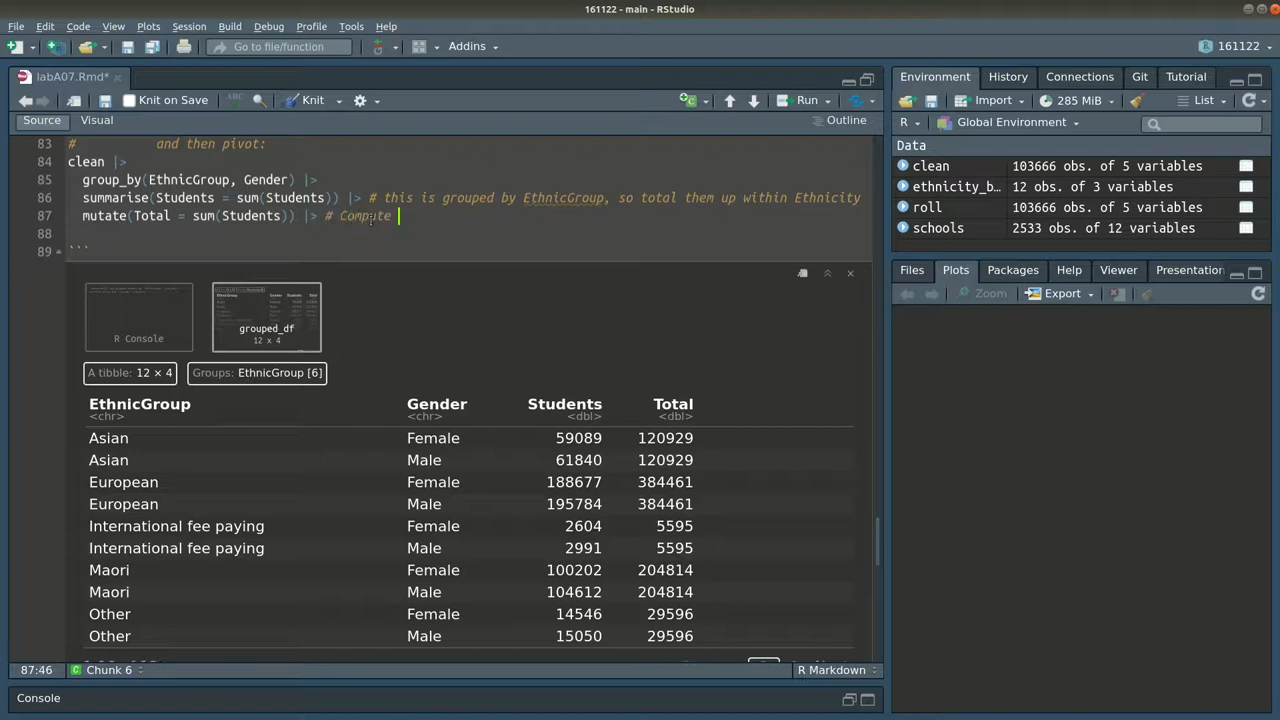 161122 - main - RStudio
File Edit Code View Plots Session Build Debug Profile Tools Help
Go to file/function Addins 161122
labA07.Rmd*
Knit on Save ABC Knit Run
Source Visual Outline
83 # and then pivot:
84 clean |>
85 group_by(EthnicGroup, Gender) |>
86 summarise(Students = sum(Students)) |> # this is grouped by EthnicGroup, so total them up within Ethnicity
87 mutate(Total = sum(Students)) |> # Compute
88
89 ```
R Console
grouped_df
12 x 4
A tibble: 12 × 4 Groups: EthnicGroup [6]
EthnicGroup Gender Students Total
<chr> <chr> <dbl> <dbl>
Asian Female 59089 120929
Asian Male 61840 120929
European Female 188677 384461
European Male 195784 384461
International fee paying Female 2604 5595
International fee paying Male 2991 5595
Maori Female 100202 204814
Maori Male 104612 204814
Other Female 14546 29596
Other Male 15050 29596
87:46 Chunk 6 R Markdown
Console
Environment History Connections Git Tutorial
Import 285 MiB List
R Global Environment
Data
clean 103666 obs. of 5 variables
ethnicity_b… 12 obs. of 3 variables
roll 103666 obs. of 5 variables
schools 2533 obs. of 12 variables
Files Plots Packages Help Viewer Presentation
Zoom Export